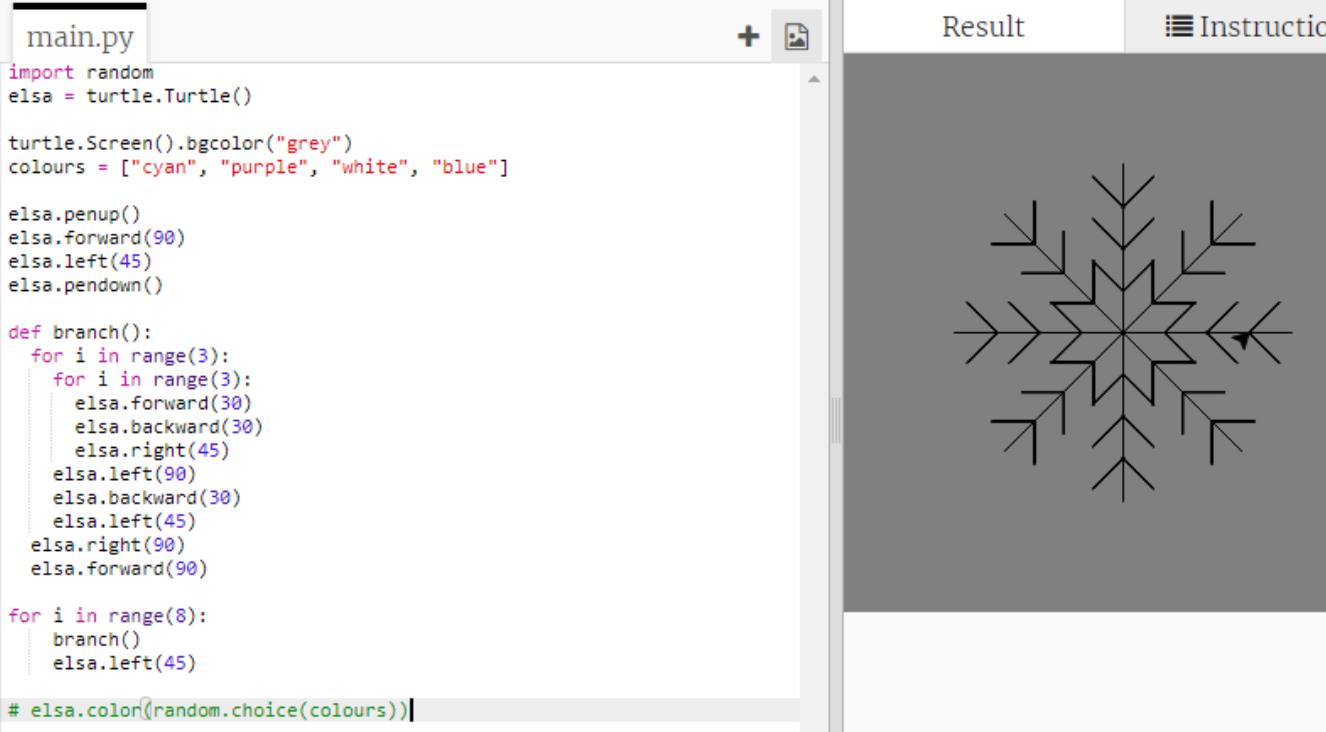 main.py
Result
Instructio
import random
elsa = turtle.Turtle()
turtle.Screen().bgcolor("grey")
colours = ["cyan", "purple", "white", "blue"]
elsa.penup()
elsa.forward(90)
elsa.left(45)
elsa.pendown()
def branch():
  for i in range(3):
    for i in range(3):
      elsa.forward(30)
      elsa.backward(30)
      elsa.right(45)
    elsa.left(90)
    elsa.backward(30)
    elsa.left(45)
  elsa.right(90)
  elsa.forward(90)
for i in range(8):
    branch()
    elsa.left(45)
# elsa.color(random.choice(colours))